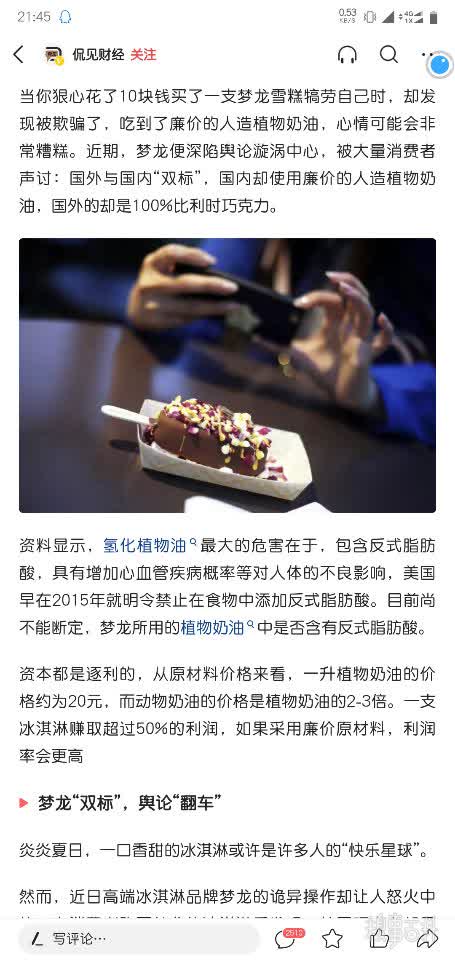 21:45
0.53
KB/S
4G
1X
侃见财经 关注
当你狠心花了10块钱买了一支梦龙雪糕犒劳自己时，却发
现被欺骗了，吃到了廉价的人造植物奶油，心情可能会非
常糟糕。近期，梦龙便深陷舆论漩涡中心，被大量消费者
声讨：国外与国内“双标”，国内却使用廉价的人造植物奶
油，国外的却是100%比利时巧克力。
资料显示，氢化植物油最大的危害在于，包含反式脂肪
酸，具有增加心血管疾病概率等对人体的不良影响，美国
早在2015年就明令禁止在食物中添加反式脂肪酸。目前尚
不能断定，梦龙所用的植物奶油中是否含有反式脂肪酸。
资本都是逐利的，从原材料价格来看，一升植物奶油的价
格约为20元，而动物奶油的价格是植物奶油的2-3倍。一支
冰淇淋赚取超过50%的利润，如果采用廉价原材料，利润
率会更高
梦龙“双标”，舆论“翻车”
炎炎夏日，一口香甜的冰淇淋或许是许多人的“快乐星球”。
然而，近日高端冰淇淋品牌梦龙的诡异操作却让人怒火中
写评论…
2512